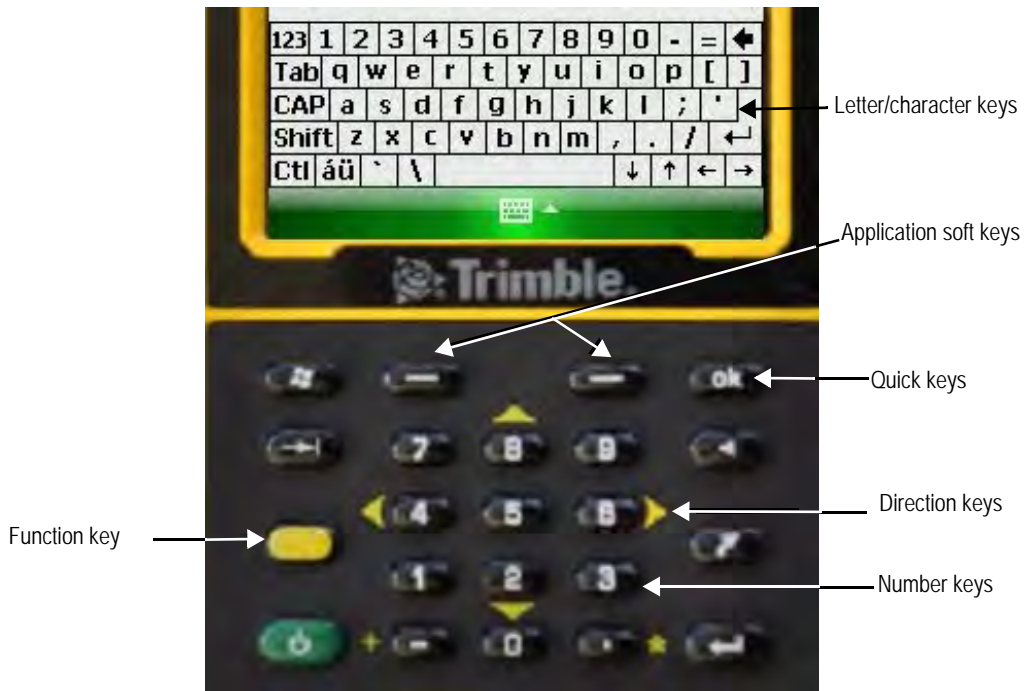 123 1 2 3 4 5 6 7 8 9 0 - = ←
Tab q w e r t y u i o p [ ]
CAP a s d f g h j k l ; '
Letter/character keys
Shift z x c v b n m , . / ↵
Ctl áü ` \ ↓ ↑ ← →
Application soft keys
Trimble.
ok
Quick keys
7 8 9
4 5 6
Direction keys
Function key
1 2 3
Number keys
+ - 0 . *